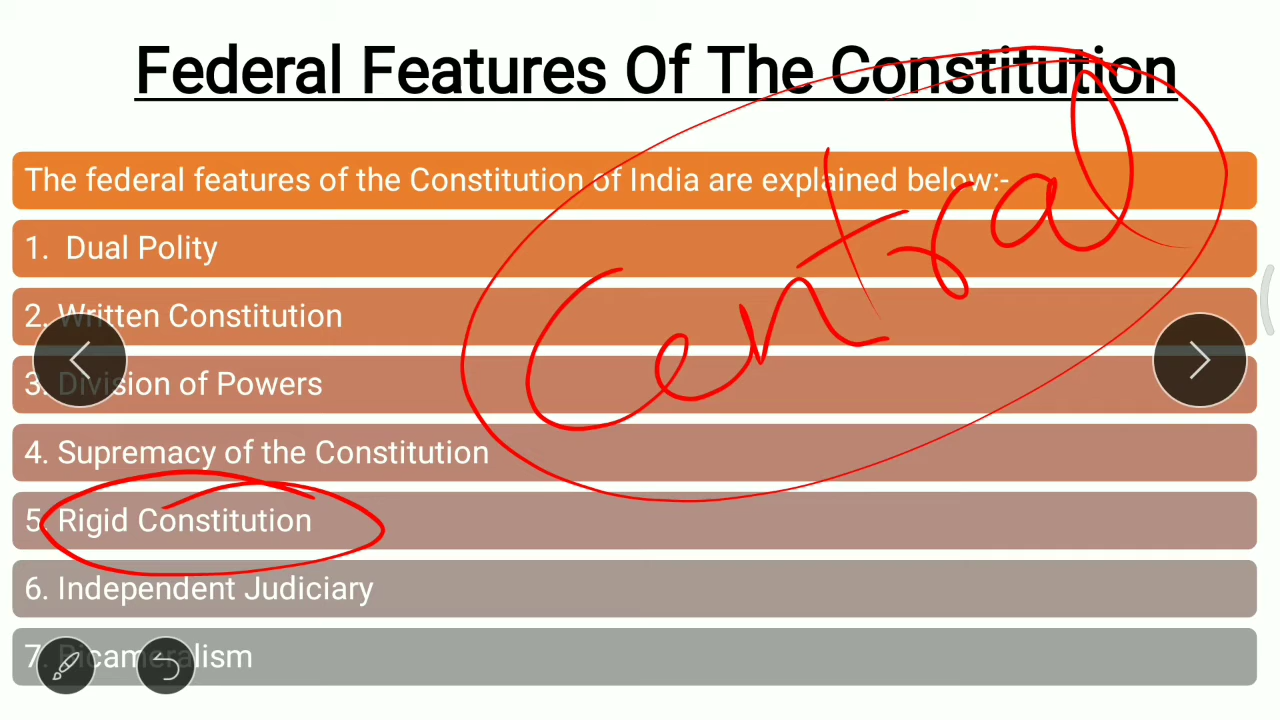 Federal Features Of The Constitution
The federal features of the Constitution of India are explained below:-
1. Dual Polity
2. Written Constitution
3. Division of Powers
4. Supremacy of the Constitution
5. Rigid Constitution
6. Independent Judiciary
7. Bicameralism
Central